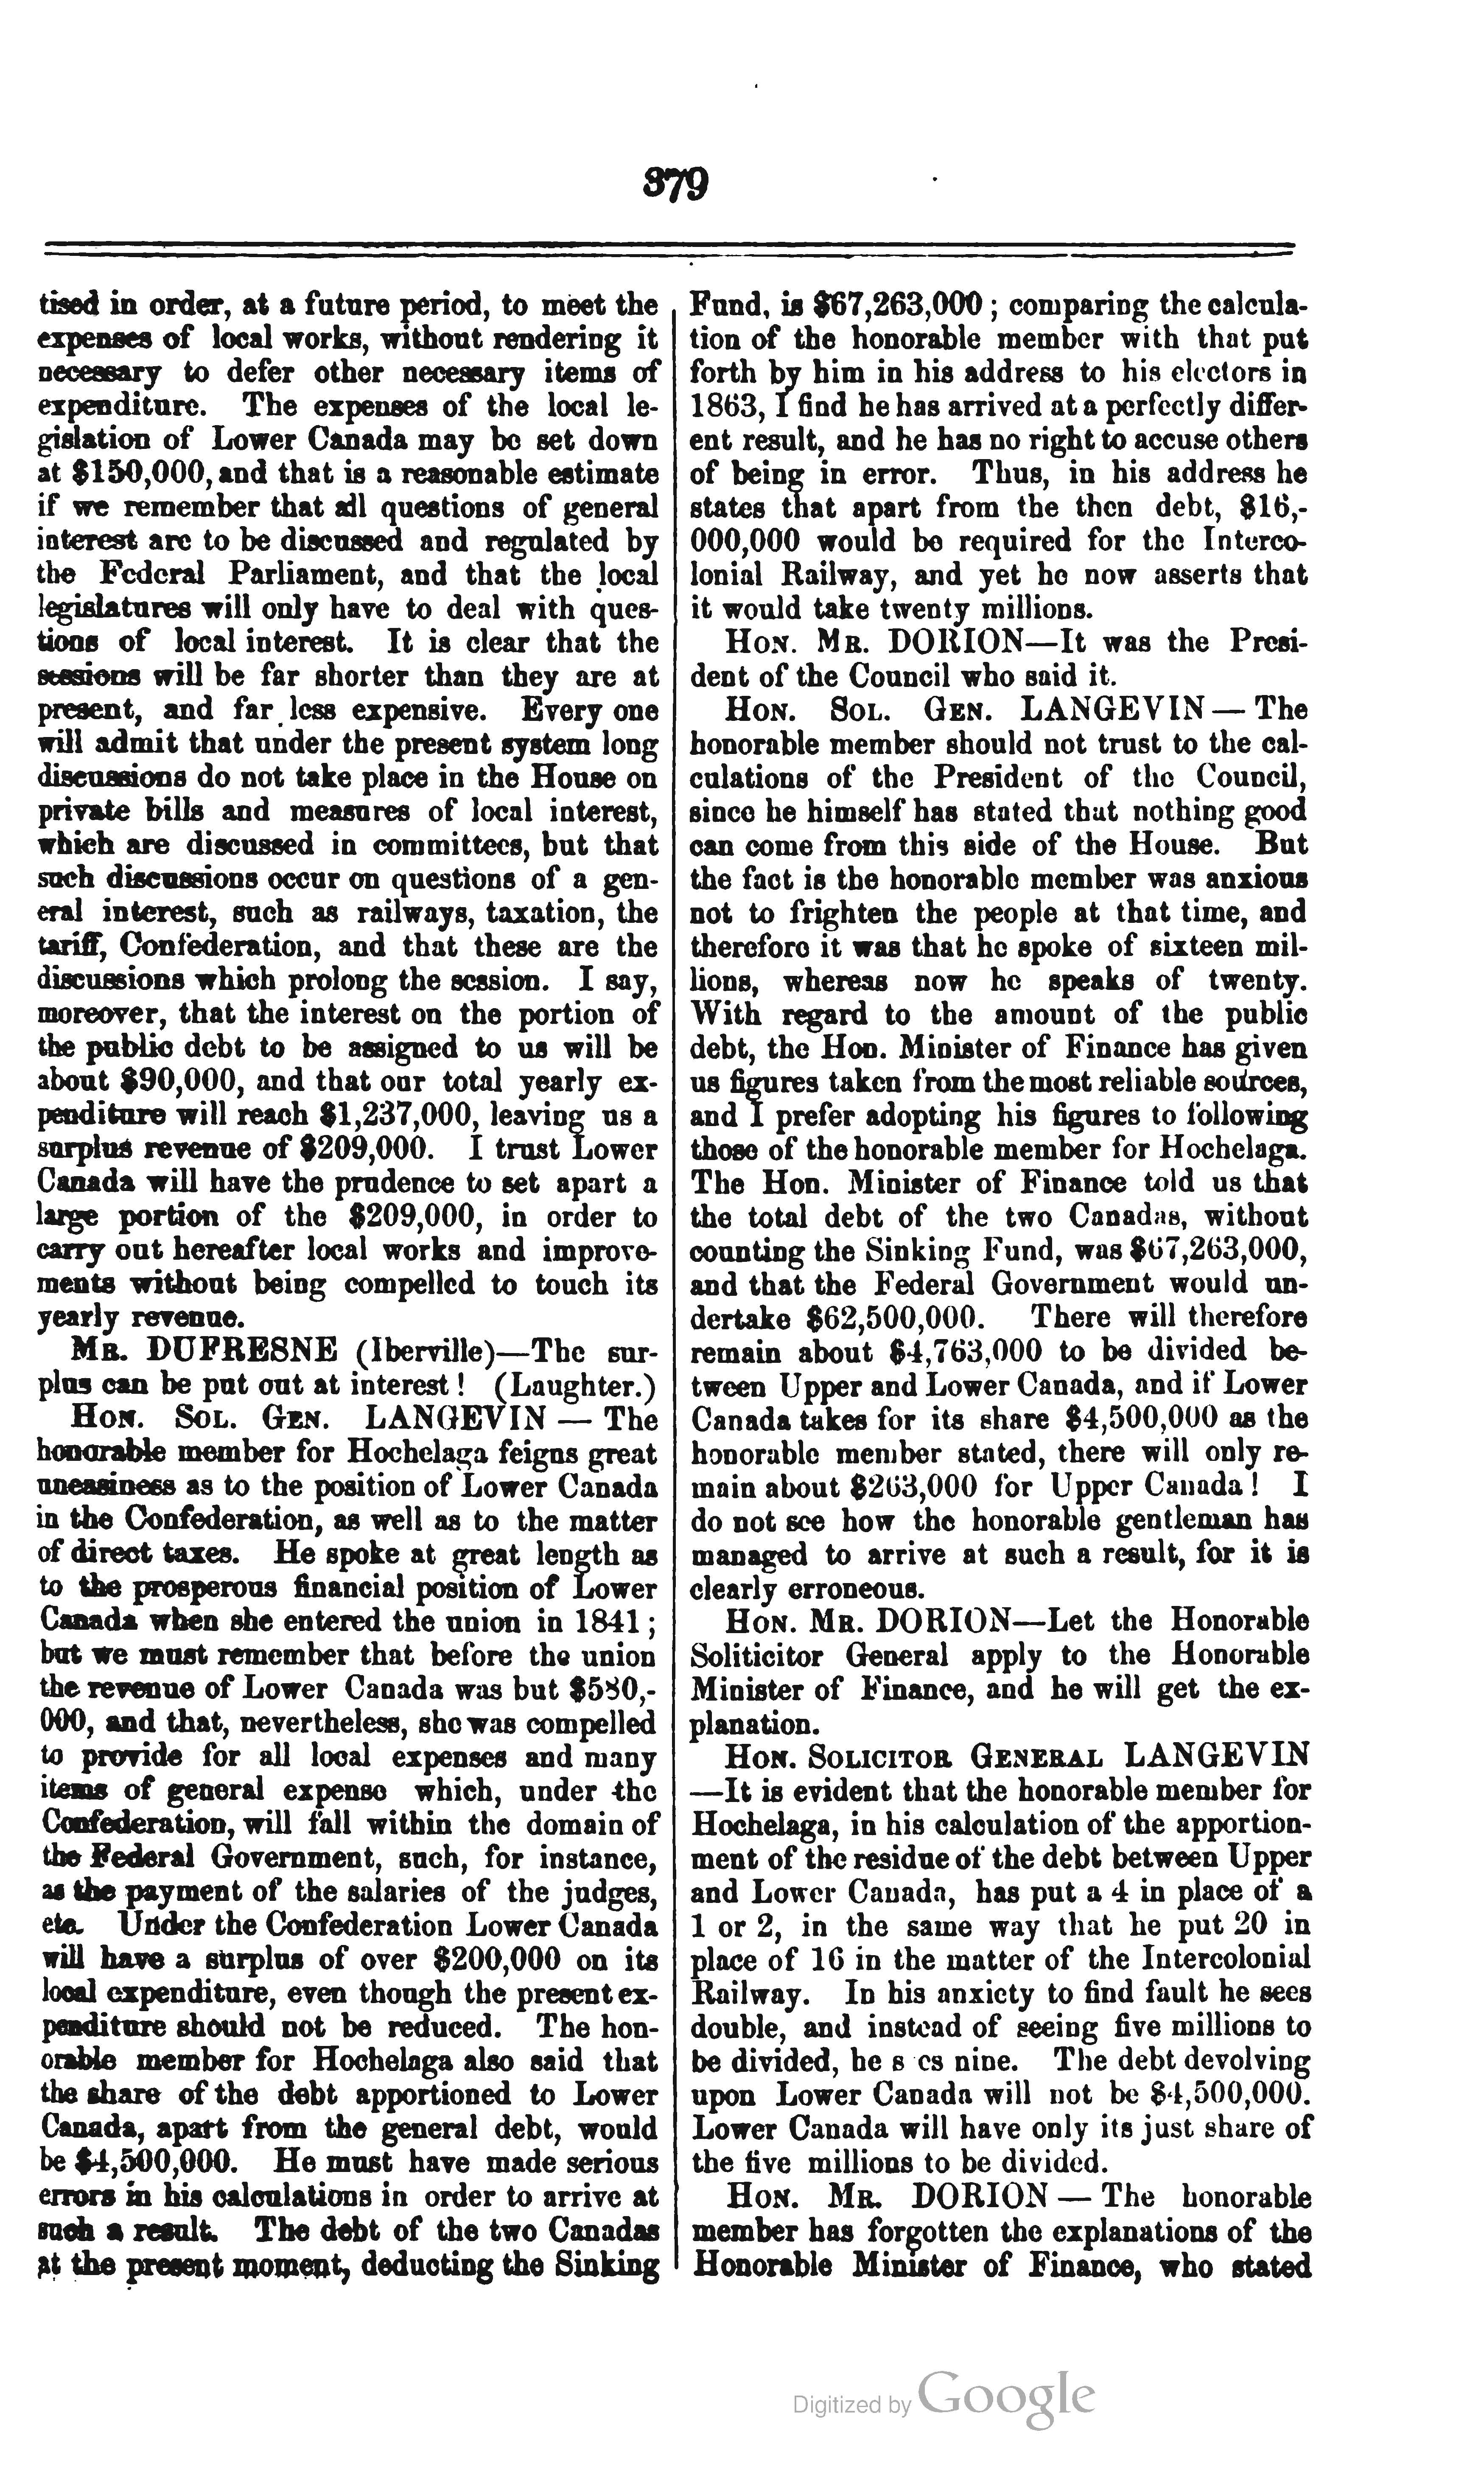 379
tised in order, at a future period, to meet the
expenses of local works, without rendering it
necessary to defer other necessary items of
expenditure. The expenses of the local le-
gislation of Lower Canada may be set down
at $150,000, and that is a reasonable estimate
if we remember that all questions of general
interest are to be discussed and regulated by
the Federal Parliament, and that the local
legislatures will only have to deal with ques-
tions of local interest. It is clear that the
sessions will be far shorter than they are at
present, and far less expensive. Every one
will admit that under the present system long
discussions do not take place in the House on
private bills and measures of local interest,
which are discussed in committees, but that
such discussions occur on questions of a gen-
eral interest, such as railways, taxation, the
tariff, Confederation, and that these are the
discussions which prolong the session. I say,
moreover, that the interest on the portion of
the public debt to be assigned to us will be
about $90,000, and that our total yearly ex-
penditure will reach $1,237,000, leaving us a
surplus revenue of $209,000. I trust Lower
Canada will have the prudence to set apart a
large portion of the $209,000, in order to
carry out hereafter local works and improve-
ments without being compelled to touch its
yearly revenue.
MR. DUFRESNE (Iberville)—The sur-
plus can be put out at interest! (Laughter.)
HON. SOL. GEN. LANGEVIN — The
honorable member for Hochelaga feigns great
uneasiness as to the position of Lower Canada
in the Confederation, as well as to the matter
of direct taxes. He spoke at great length as
to the prosperous financial position of Lower
Canada when she entered the union in 1841;
but we must remember that before the union
the revenue of Lower Canada was but $580,-
000, and that, nevertheless, she was compelled
to provide for all local expenses and many
items of general expense which, under the
Confederation, will fall within the domain of
the Federal Government, such, for instance,
as the payment of the salaries of the judges,
etc. Under the Confederation Lower Canada
will have a surplus of over $200,000 on its
local expenditure, even though the present ex-
penditure should not be reduced. The hon-
orable member for Hochelaga also said that
the share of the debt apportioned to Lower
Canada, apart from the general debt, would
be $4,500,000. He must have made serious
errors in his calculations in order to arrive at
such a result. The debt of the two Canadas
at the present moment, deducting the Sinking
Fund, is $67,263,000; comparing the calcula-
tion of the honorable member with that put
forth by him in his address to his electors in
1863, I find he has arrived at a perfectly differ-
ent result, and he has no right to accuse others
of being in error. Thus, in his address he
states that apart from the then debt, $16,-
000,000 would be required for the Interco-
lonial Railway, and yet he now asserts that
it would take twenty millions.
HON. MR. DORION—It was the Presi-
dent of the Council who said it.
HON. SOL. GEN. LANGEVIN — The
honorable member should not trust to the cal-
culations of the President of the Council,
since he himself has stated that nothing good
can come from this side of the House. But
the fact is the honorable member was anxious
not to frighten the people at that time, and
therefore it was that he spoke of sixteen mil-
lions, whereas now he speaks of twenty.
With regard to the amount of the public
debt, the Hon. Minister of Finance has given
us figures taken from the most reliable sources,
and I prefer adopting his figures to following
those of the honorable member for Hochelaga.
The Hon. Minister of Finance told us that
the total debt of the two Canadas, without
counting the Sinking Fund, was $67,263,000,
and that the Federal Government would un-
dertake $62,500,000. There will therefore
remain about $4,763,000 to be divided be-
tween Upper and Lower Canada, and if Lower
Canada takes for its share $4,500,000 as the
honorable member stated, there will only re-
main about $263,000 for Upper Canada! I
do not see how the honorable gentleman has
managed to arrive at such a result, for it is
clearly erroneous.
HON. MR. DORION—Let the Honorable
Soliticitor General apply to the Honorable
Minister of Finance, and he will get the ex-
planation.
HON. SOLICITOR GENERAL LANGEVIN
—It is evident that the honorable member for
Hochelaga, in his calculation of the apportion-
ment of the residue of the debt between Upper
and Lower Canada, has put a 4 in place of a
1 or 2, in the same way that he put 20 in
place of 16 in the matter of the Intercolonial
Railway. In his anxiety to find fault he sees
double, and instead of seeing five millions to
be divided, he s es nine. The debt devolving
upon Lower Canada will not be $4,500,000.
Lower Canada will have only its just share of
the five millions to be divided.
HON. MR. DORION — The honorable
member has forgotten the explanations of the
Honorable Minister of Finance, who stated
Digitized by Google